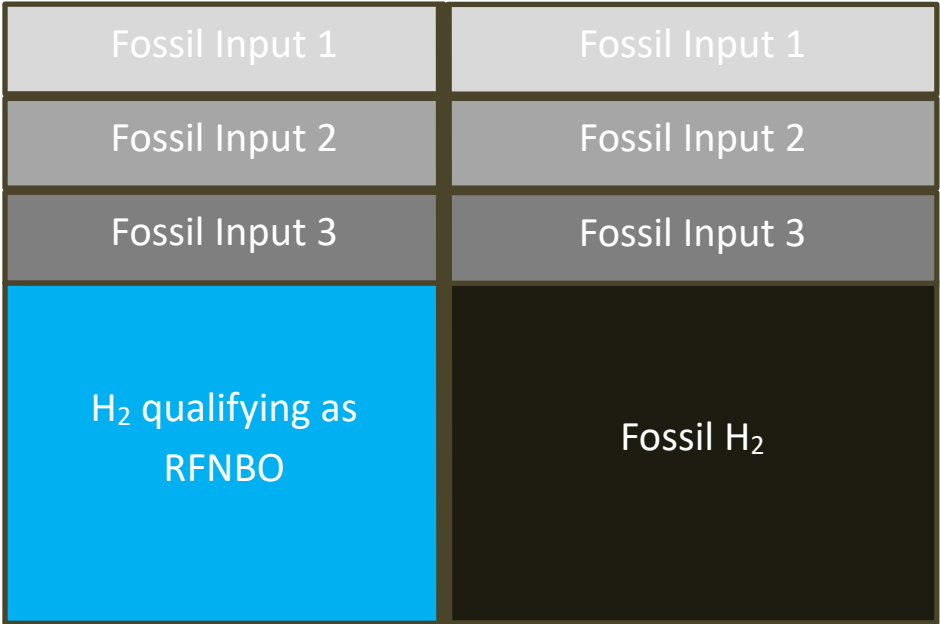 Fossil Input 1
Fossil Input 1
Fossil Input 2
Fossil Input 2
Fossil Input 3
Fossil Input 3
H₂ qualifying as
RFNBO
Fossil H₂